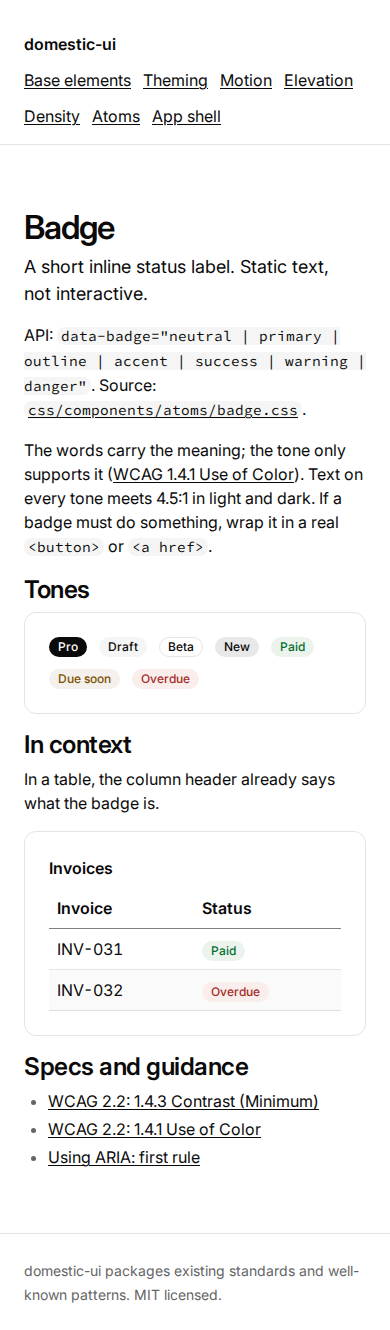 domestic-ui
Base elements Theming Motion Elevation
Density Atoms App shell
Badge
A short inline status label. Static text,
not interactive.
API: data-badge="neutral | primary |
outline | accent | success | warning |
danger" . Source:
css/components/atoms/badge.css .
The words carry the meaning; the tone only
supports it (WCAG 1.4.1 Use of Color). Text on
every tone meets 4.5:1 in light and dark. If a
badge must do something, wrap it in a real
<button> or <a href>.
Tones
Pro Draft Beta New Paid
Due soon Overdue
In context
In a table, the column header already says
what the badge is.
Invoices
Invoice Status
INV-031 Paid
INV-032 Overdue
Specs and guidance
WCAG 2.2: 1.4.3 Contrast (Minimum)
WCAG 2.2: 1.4.1 Use of Color
Using ARIA: first rule
domestic-ui packages existing standards and well-
known patterns. MIT licensed.